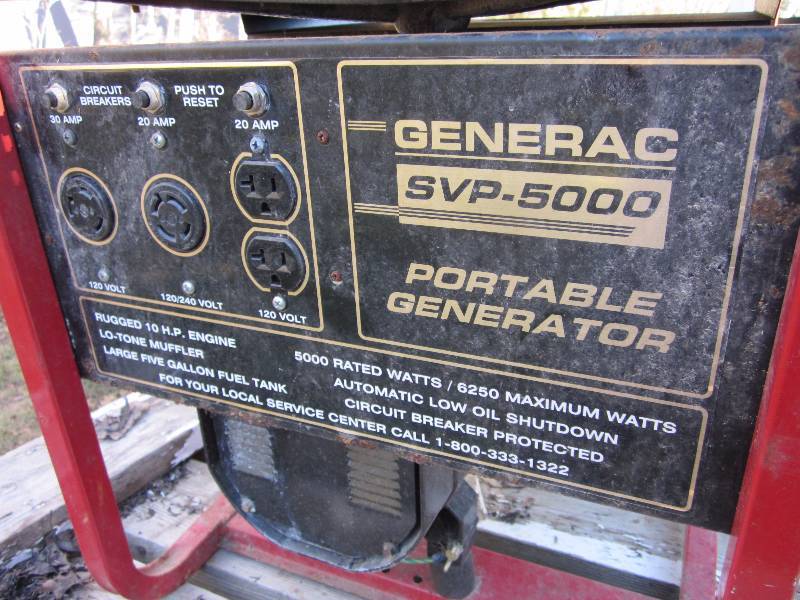 CIRCUIT BREAKERS
PUSH TO RESET
30 AMP
20 AMP
20 AMP
120 VOLT
120/240 VOLT
120 VOLT
GENERAC
SVP-5000
PORTABLE
GENERATOR
RUGGED 10 H.P. ENGINE
LO-TONE MUFFLER
LARGE FIVE GALLON FUEL TANK
5000 RATED WATTS / 6250 MAXIMUM WATTS
AUTOMATIC LOW OIL SHUTDOWN
CIRCUIT BREAKER PROTECTED
FOR YOUR LOCAL SERVICE CENTER CALL 1-800-333-1322